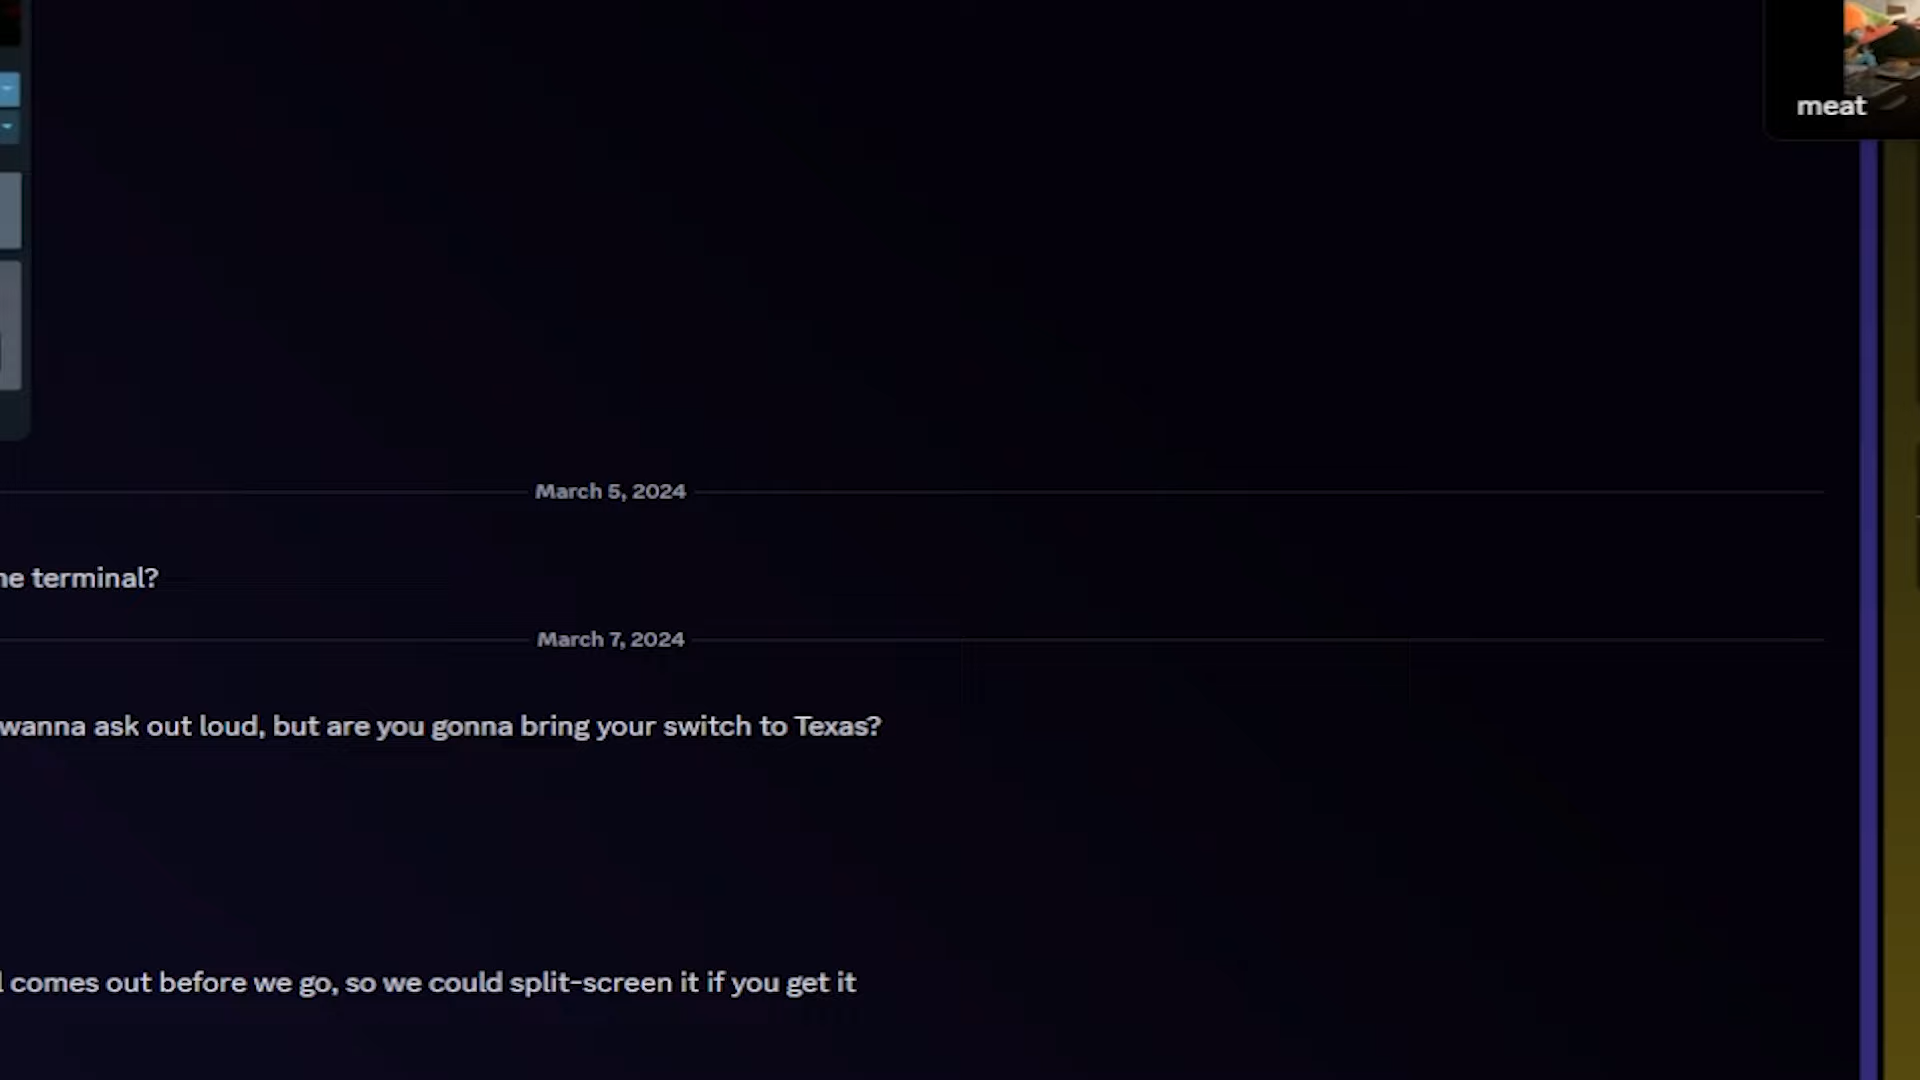 meat
March 5, 2024
terminal?
March 7, 2024
wanna ask out loud, but are you gonna bring your switch to Texas?
comes out before we go, so we could split-screen it if you get it